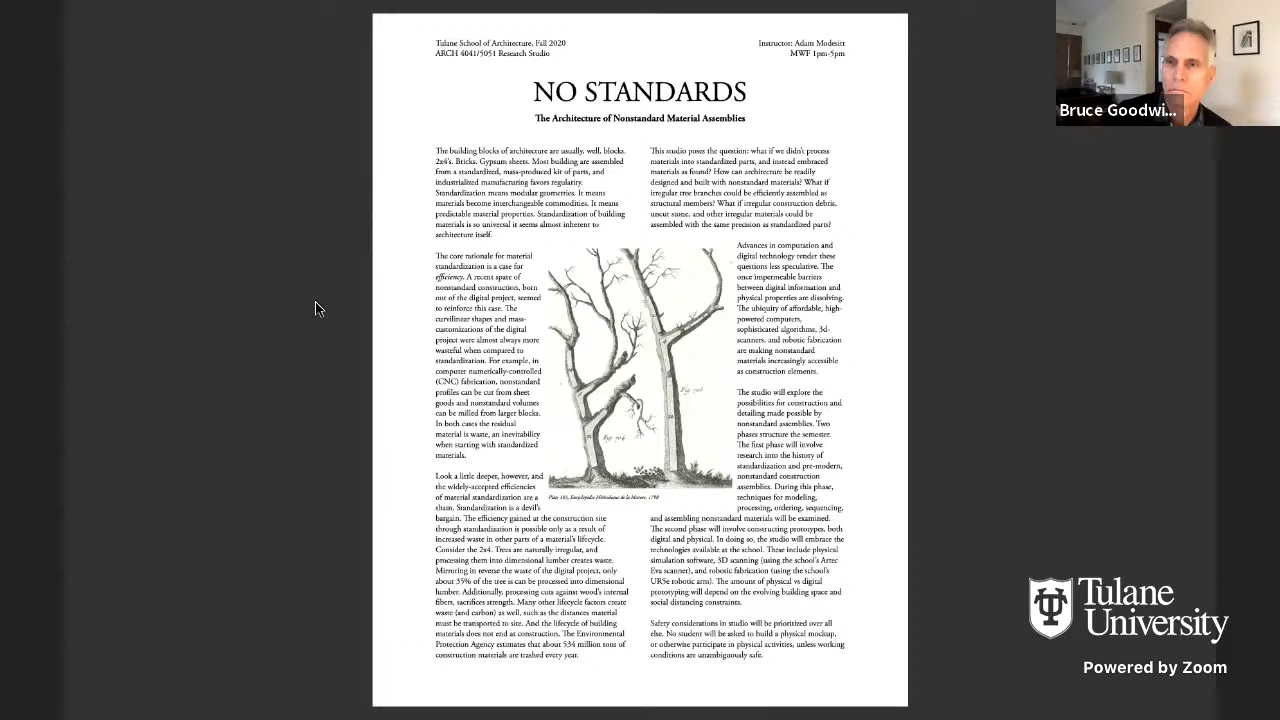 Tulane School of Architecture, Fall 2020
ARCH 4041/5051 Research Studio
Instructor: Adam Modesitt
MWF 1pm-5pm
NO STANDARDS
The Architecture of Nonstandard Material Assemblies
The building blocks of architecture are usually, well, blocks.
2x4's. Bricks. Gypsum sheets. Most building are assembled
from a standardized, mass-produced kit of parts, and
industrialized manufacturing favors regularity.
Standardization means modular geometries. It means
materials become interchangeable commodities. It means
predictable material properties. Standardization of building
materials is so universal it seems almost inherent to
architecture itself.
The core rationale for material
standardization is a case for
efficiency. A recent spate of
nonstandard construction, born
out of the digital project, seemed
to reinforce this case. The
curvilinear shapes and mass-
customizations of the digital
project were almost always more
wasteful when compared to
standardization. For example, in
computer numerically-controlled
(CNC) fabrication, nonstandard
profiles can be cut from sheet
goods and nonstandard volumes
can be milled from larger blocks.
In both cases the residual
material is waste, an inevitability
when starting with standardized
materials.
Look a little deeper, however, and
the widely-accepted efficiencies
of material standardization are a
sham. Standardization is a devil's
bargain. The efficiency gained at the construction site
through standardization is possible only as a result of
increased waste in other parts of a material's lifecycle.
Consider the 2x4. Trees are naturally irregular, and
processing them into dimensional lumber creates waste.
Mirroring in reverse the waste of the digital project, only
about 35% of the tree is can be processed into dimensional
lumber. Additionally, processing cuts against wood's internal
fibers, sacrifices strength. Many other lifecycle factors create
waste (and carbon) as well, such as the distances material
must be transported to site. And the lifecycle of building
materials does not end at construction. The Environmental
Protection Agency estimates that about 534 million tons of
construction materials are trashed every year.
Fig. 704
Fig. 703
Plate 103, Encyclopédie Méthodique de la Marine, 1798
This studio poses the question: what if we didn't process
materials into standardized parts, and instead embraced
materials as found? How can architecture be readily
designed and built with nonstandard materials? What if
irregular tree branches could be efficiently assembled as
structural members? What if irregular construction debris,
uncut stone, and other irregular materials could be
assembled with the same precision as standardized parts?
Advances in computation and
digital technology render these
questions less speculative. The
once impermeable barriers
between digital information and
physical properties are dissolving.
The ubiquity of affordable, high-
powered computers,
sophisticated algorithms, 3d-
scanners, and robotic fabrication
are making nonstandard
materials increasingly accessible
as construction elements.
The studio will explore the
possibilities for construction and
detailing made possible by
nonstandard assemblies. Two
phases structure the semester.
The first phase will involve
research into the history of
standardization and pre-modern,
nonstandard construction
assemblies. During this phase,
techniques for modeling,
processing, ordering, sequencing,
and assembling nonstandard materials will be examined.
The second phase will involve constructing prototypes, both
digital and physical. In doing so, the studio will embrace the
technologies available at the school. These include physical
simulation software, 3D scanning (using the school's Artec
Eva scanner), and robotic fabrication (using the school's
UR5e robotic arm). The amount of physical vs digital
prototyping will depend on the evolving building space and
social distancing constraints.
Safety considerations in studio will be prioritized over all
else. No student will be asked to build a physical mockup,
or otherwise participate in physical activities, unless working
conditions are unambiguously safe.
Bruce Goodwi...
Tulane
University
Powered by Zoom